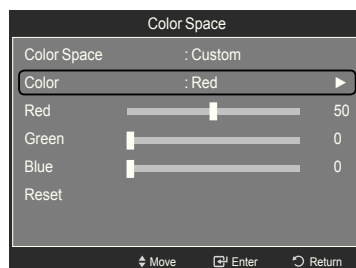 Color Space
Color Space : Custom
Color : Red ►
Red 50
Green 0
Blue 0
Reset
Move Enter Return